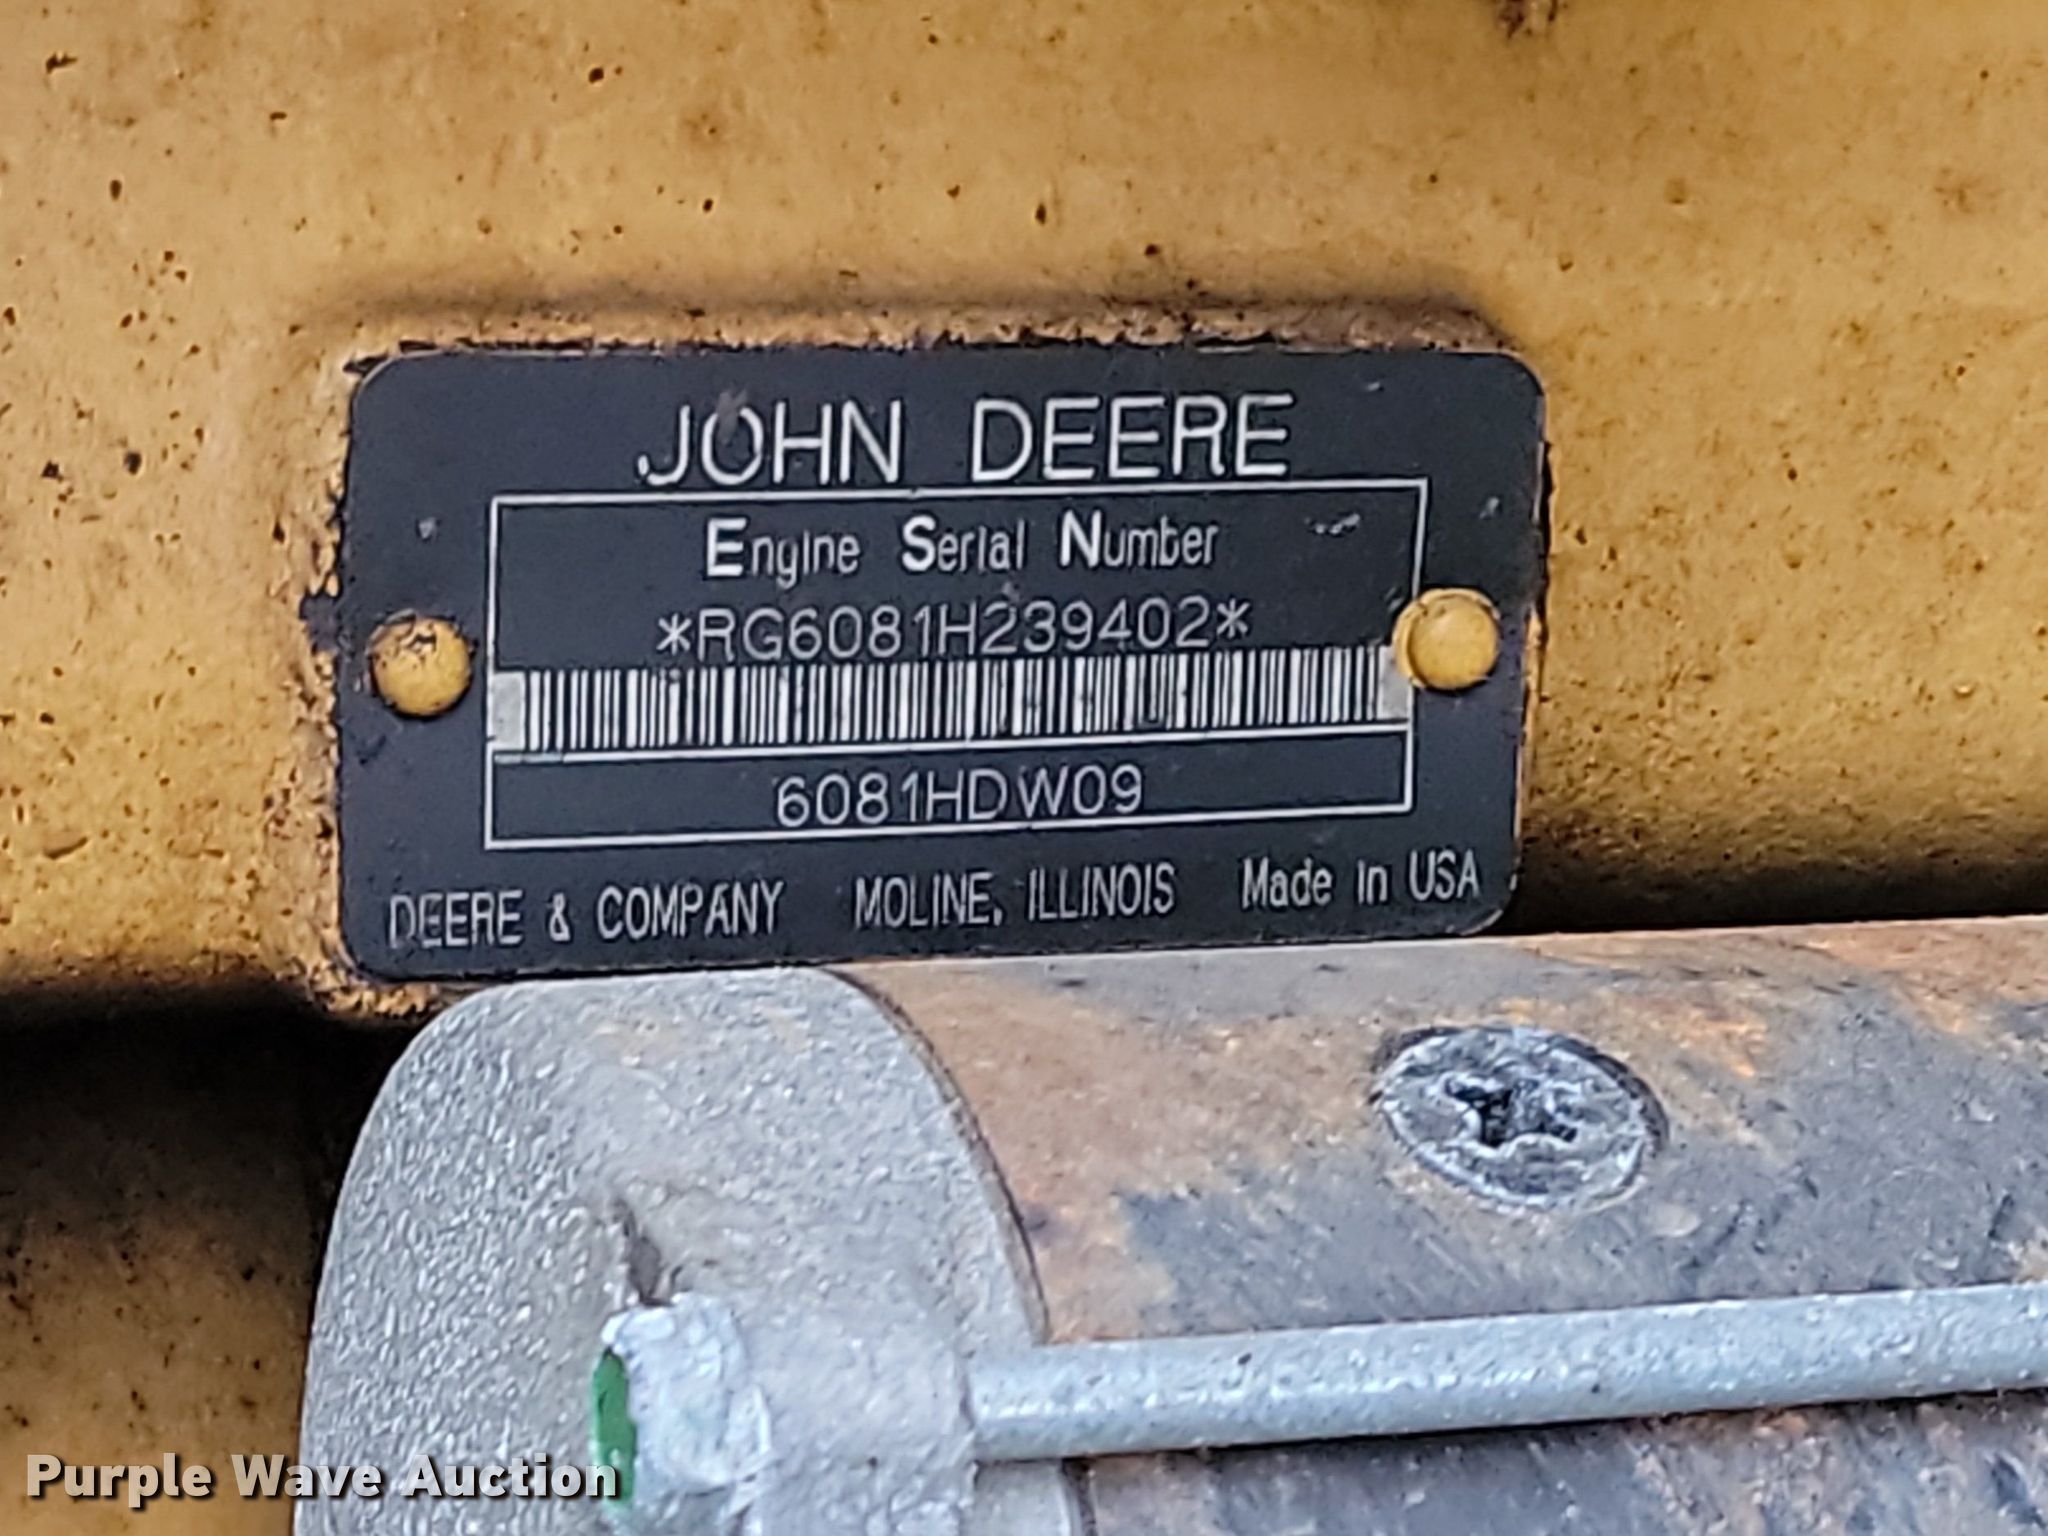 JOHN DEERE
Engine Serial Number
*RG6081H239402*
6081HDW09
DEERE & COMPANY MOLINE, ILLINOIS Made in USA
Purple Wave Auction